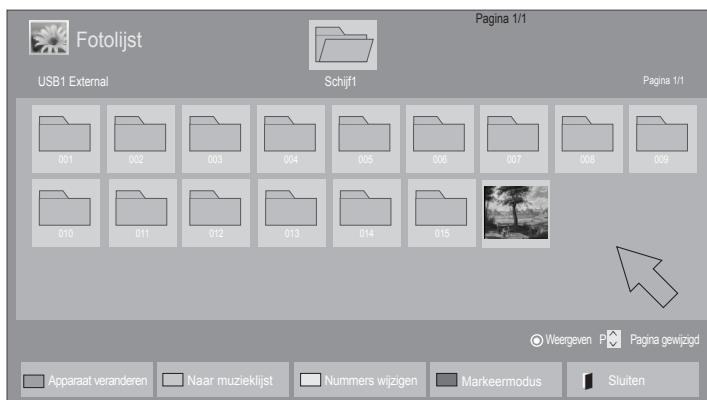 Pagina 1/1
Fotolijst
USB1 External Schijf1 Pagina 1/1
001 002 003 004 005 006 007 008 009
010 011 012 013 014 015
Weergeven P Pagina gewijzigd
Apparaat veranderen Naar muzieklijst Nummers wijzigen Markeermodus Sluiten